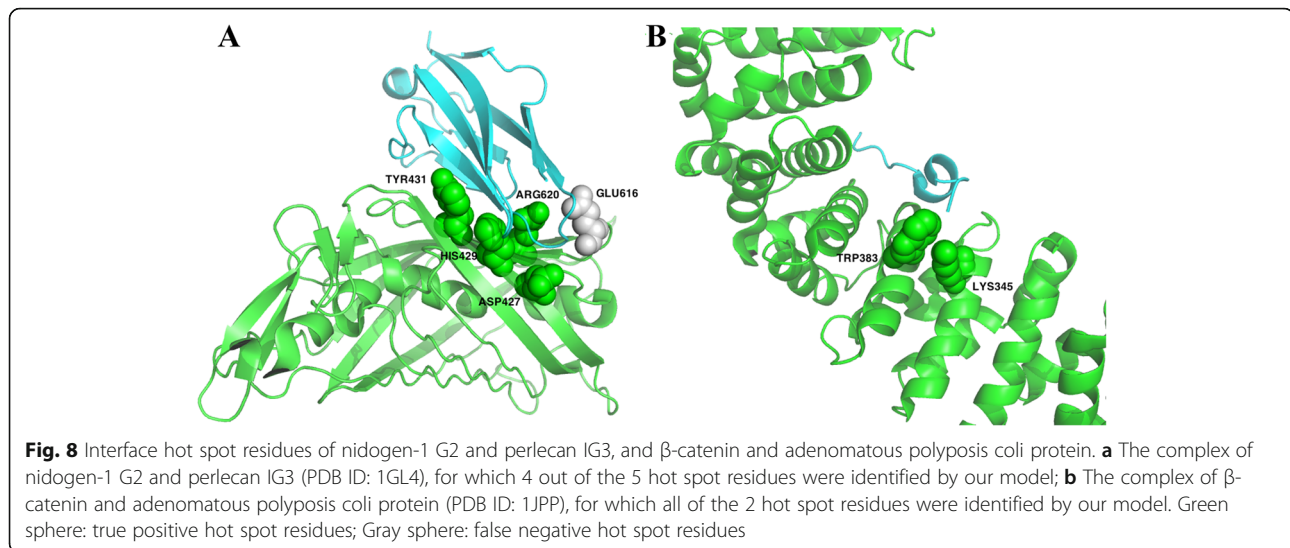 A
B
TYR431
ARG620
GLU616
HIS429
ASP427
TRP383
LYS345
Fig. 8 Interface hot spot residues of nidogen-1 G2 and perlecan IG3, and β-catenin and adenomatous polyposis coli protein. a The complex of
nidogen-1 G2 and perlecan IG3 (PDB ID: 1GL4), for which 4 out of the 5 hot spot residues were identified by our model; b The complex of β-
catenin and adenomatous polyposis coli protein (PDB ID: 1JPP), for which all of the 2 hot spot residues were identified by our model. Green
sphere: true positive hot spot residues; Gray sphere: false negative hot spot residues